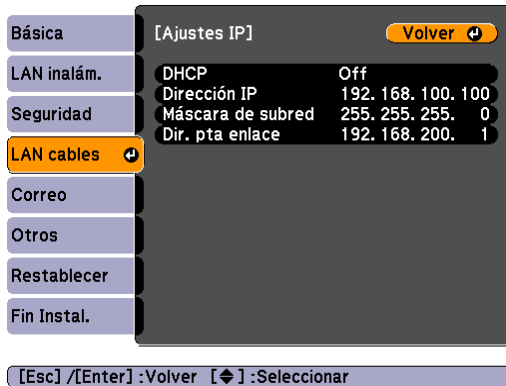 Básica
LAN inalám.
Seguridad
LAN cables
Correo
Otros
Restablecer
Fin Instal.
[Ajustes IP]
Volver
DHCP Off
Dirección IP 192. 168. 100. 100
Máscara de subred 255. 255. 255. 0
Dir. pta enlace 192. 168. 200. 1
[Esc] /[Enter] :Volver [◆] :Seleccionar